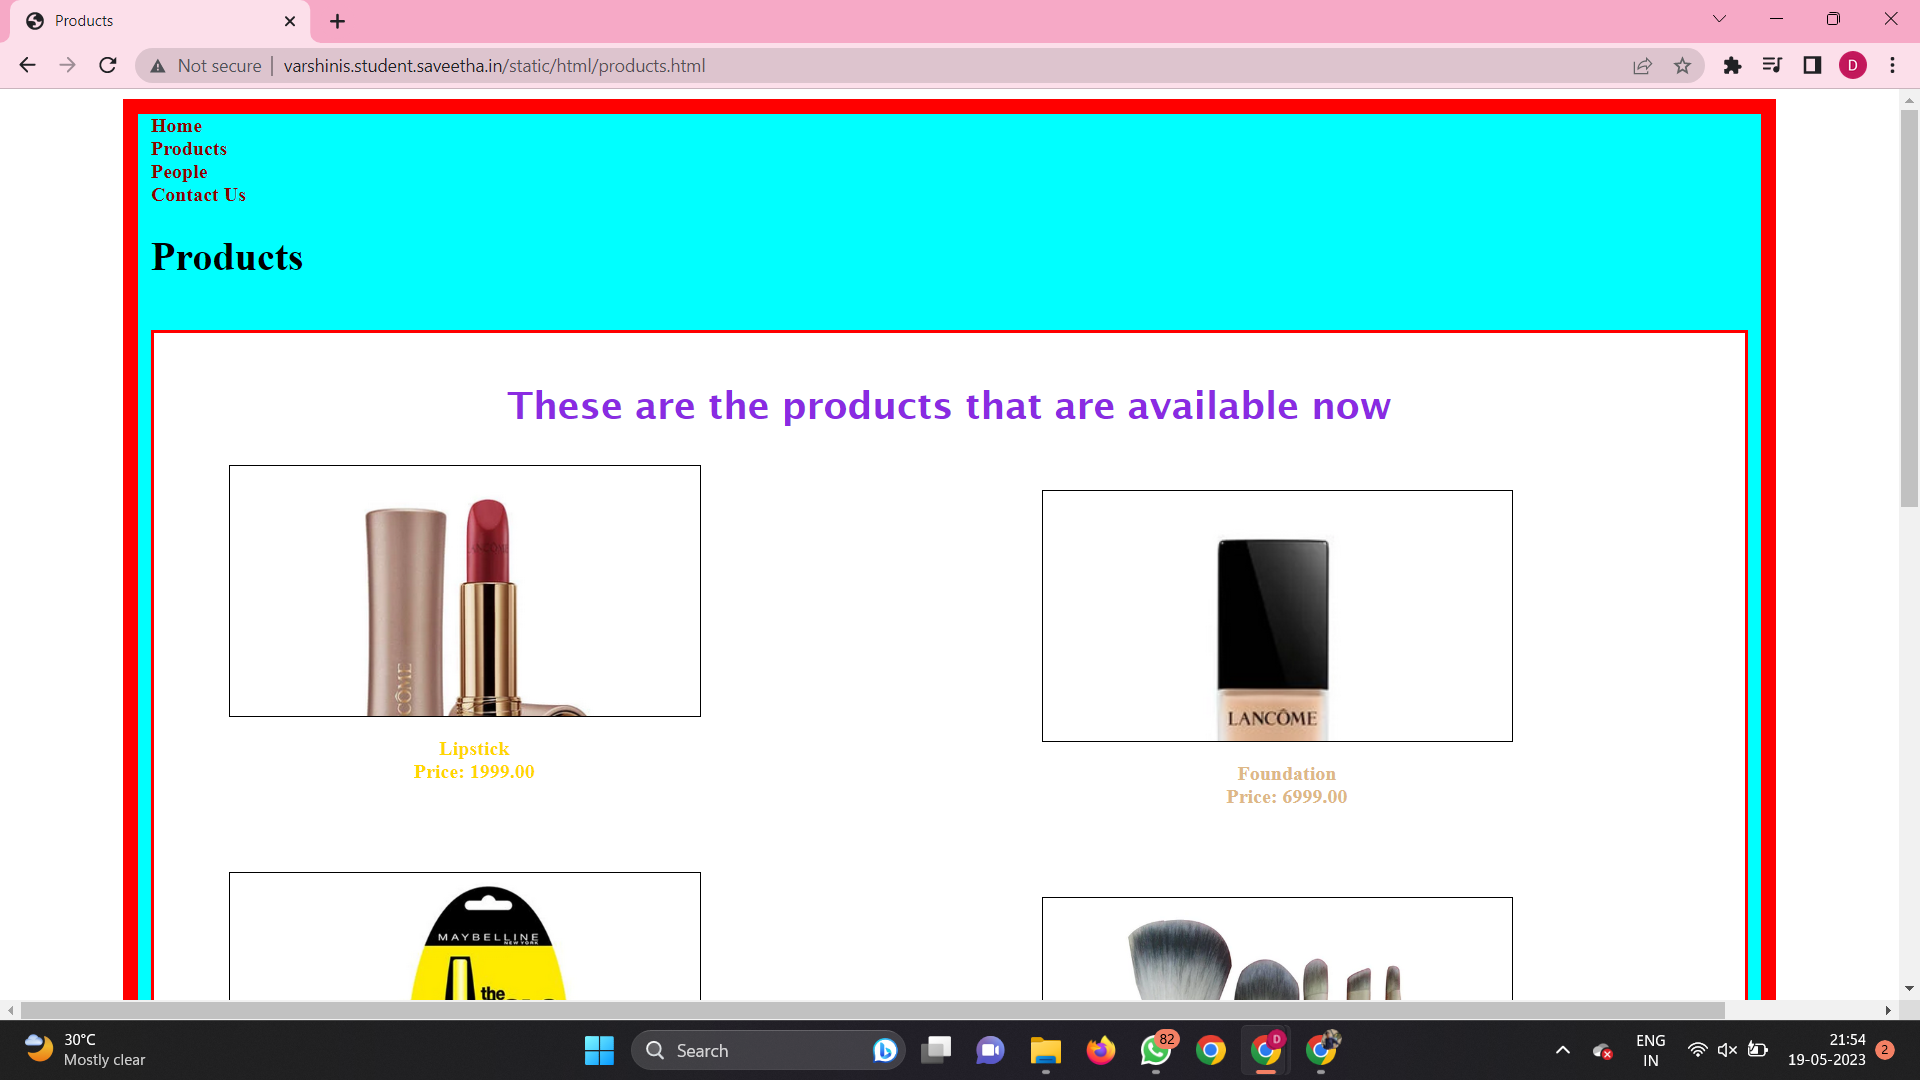 Products
Not secure
varshinis.student.saveetha.in/static/html/products.html
D
Home
Products
People
Contact Us
Products
These are the products that are available now
LANCÔME
CÔME
LANCÔME
Lipstick
Price: 1999.00
Foundation
Price: 6999.00
MAYBELLINE
NEW YORK
the
30°C
Mostly clear
Search
82
D
ENG
IN
21:54
19-05-2023
2